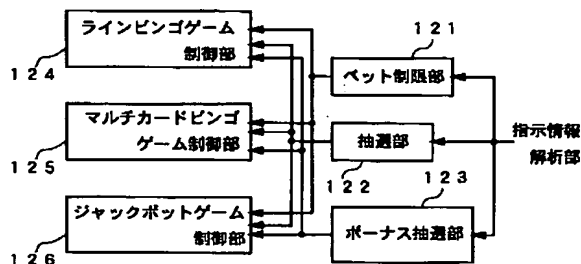 ラインビンゴゲーム
制御部
124
マルチカードビンゴ
ゲーム制御部
125
ジャックポットゲーム
制御部
126
121
ベット制限部
抽選部
122
123
ボーナス抽選部
指示情報
解析部